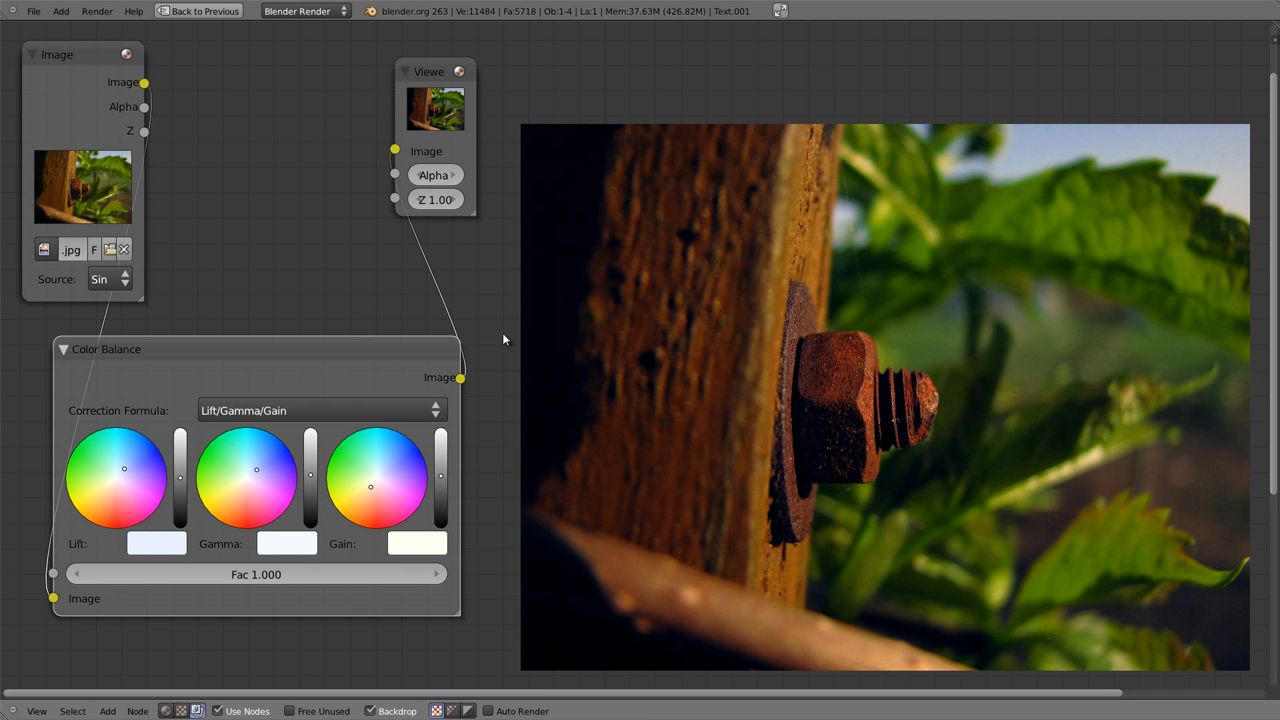 File Add Render Help Back to Previous Blender Render blender.org 263 | Ve:11484 | Fa:5718 | Ob:1-4 | La:1 | Mem:37.63M (426.82M) | Text.001
Image
Image
Alpha
Z
.jpg F
Source: Sin
Viewe
Image
Alpha
Z 1.00
Color Balance
Image
Correction Formula: Lift/Gamma/Gain
Lift: Gamma: Gain:
Fac 1.000
Image
View Select Add Node Use Nodes Free Unused Backdrop Auto Render